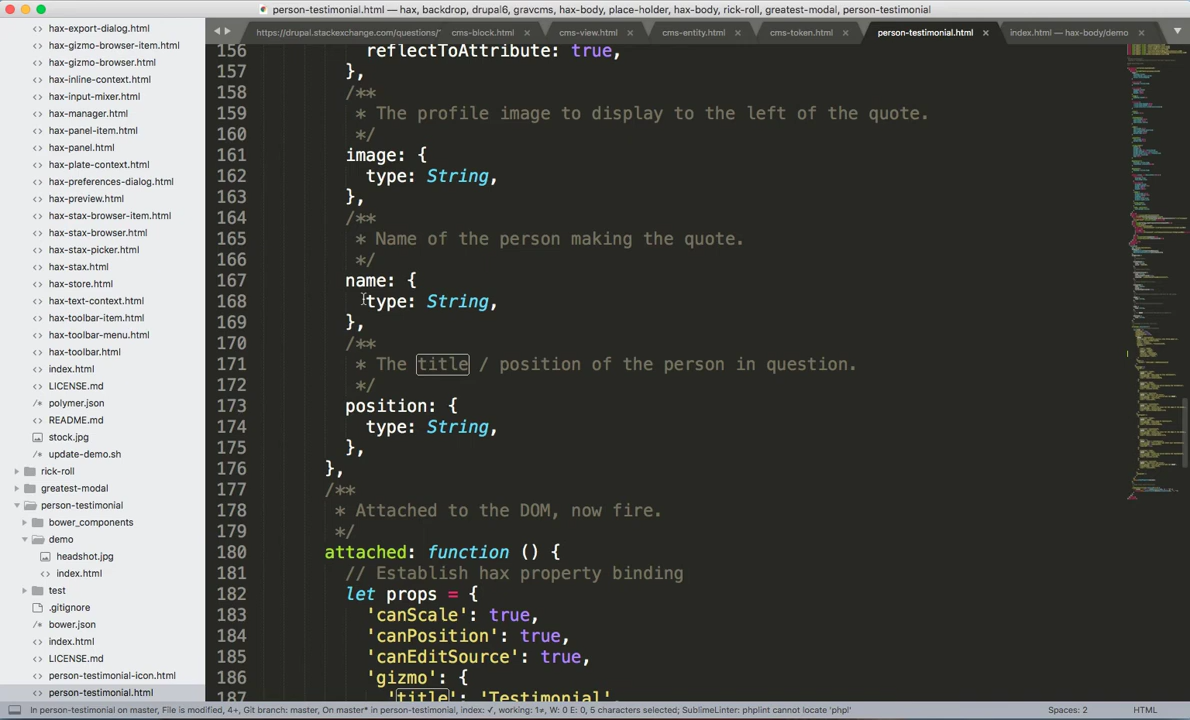 person-testimonial.html — hax, backdrop, drupal6, gravcms, hax-body, place-holder, hax-body, rick-roll, greatest-modal, person-testimonial
https://drupal.stackexchange.com/questions/
cms-block.html
cms-view.html
cms-entity.html
cms-token.html
person-testimonial.html
index.html — hax-body/demo
hax-export-dialog.html
hax-gizmo-browser-item.html
hax-gizmo-browser.html
hax-inline-context.html
hax-input-mixer.html
hax-manager.html
hax-panel-item.html
hax-panel.html
hax-plate-context.html
hax-preferences-dialog.html
hax-preview.html
hax-stax-browser-item.html
hax-stax-browser.html
hax-stax-picker.html
hax-stax.html
hax-store.html
hax-text-context.html
hax-toolbar-item.html
hax-toolbar-menu.html
hax-toolbar.html
index.html
LICENSE.md
polymer.json
README.md
stock.jpg
update-demo.sh
rick-roll
greatest-modal
person-testimonial
bower_components
demo
headshot.jpg
index.html
test
.gitignore
bower.json
index.html
LICENSE.md
person-testimonial-icon.html
person-testimonial.html
156 reflectToAttribute: true,
157 },
158 /**
159 * The profile image to display to the left of the quote.
160 */
161 image: {
162 type: String,
163 },
164 /**
165 * Name of the person making the quote.
166 */
167 name: {
168 type: String,
169 },
170 /**
171 * The title / position of the person in question.
172 */
173 position: {
174 type: String,
175 },
176 },
177 /**
178 * Attached to the DOM, now fire.
179 */
180 attached: function () {
181 // Establish hax property binding
182 let props = {
183 'canScale': true,
184 'canPosition': true,
185 'canEditSource': true,
186 'gizmo': {
187 'title': 'Testimonial',
In person-testimonial on master, File is modified, 4+, Git branch: master, On master* in person-testimonial, index: ✓, working: 1≠, W: 0 E: 0, 5 characters selected; SublimeLinter: phplint cannot locate 'phpl'
Spaces: 2
HTML